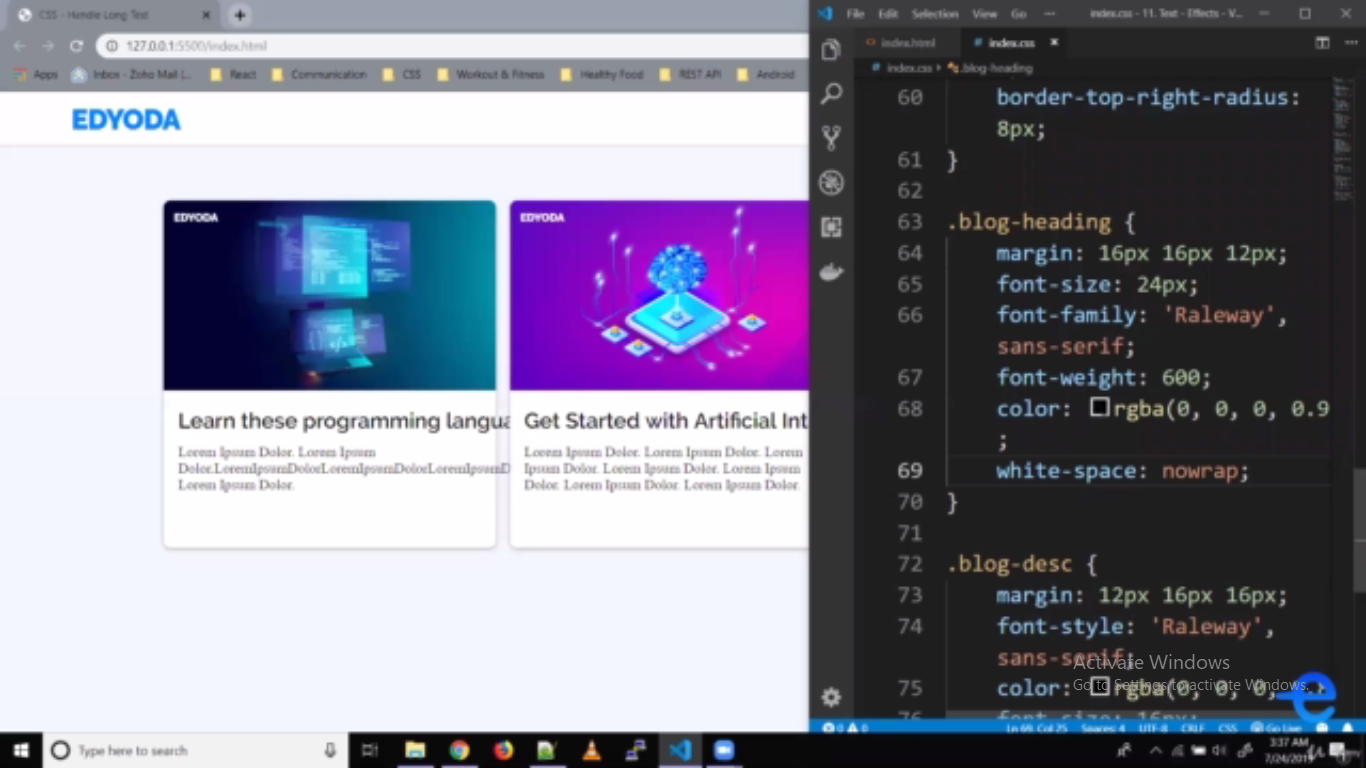 CSS - Handle Long Text
127.0.0.1:5500/index.html
Apps
Inbox - Zoho Mail (...
React
Communication
CSS
Workout & Fitness
Healthy Food
REST API
Android
EDYODA
EDYODA
EDYODA
Learn these programming langua
Get Started with Artificial Int
Lorem Ipsum Dolor. Lorem Ipsum
Dolor.LoremIpsumDolorLoremIpsumDolorLoremIpsumD
Lorem Ipsum Dolor.
Lorem Ipsum Dolor. Lorem Ipsum Dolor. Lorem
Ipsum Dolor. Lorem Ipsum Dolor. Lorem Ipsum
Dolor. Lorem Ipsum Dolor. Lorem Ipsum Dolor.
File Edit Selection View Go ··· index.css - 11. Text - Effects - V...
index.html
index.css
index.css › .blog-heading
60 border-top-right-radius:
8px;
61 }
62
63 .blog-heading {
64 margin: 16px 16px 12px;
65 font-size: 24px;
66 font-family: 'Raleway',
sans-serif;
67 font-weight: 600;
68 color: rgba(0, 0, 0, 0.9
;
69 white-space: nowrap;
70 }
71
72 .blog-desc {
73 margin: 12px 16px 16px;
74 font-style: 'Raleway',
sans-serif;
75 color: rgba(0, 0, 0,
76 font-size: 16px;
Activate Windows
Go to Settings to activate Windows.
0 0 Ln 69, Col 25 Spaces: 4 UTF-8 CRLF CSS Go Live
Type here to search
3:37 AM